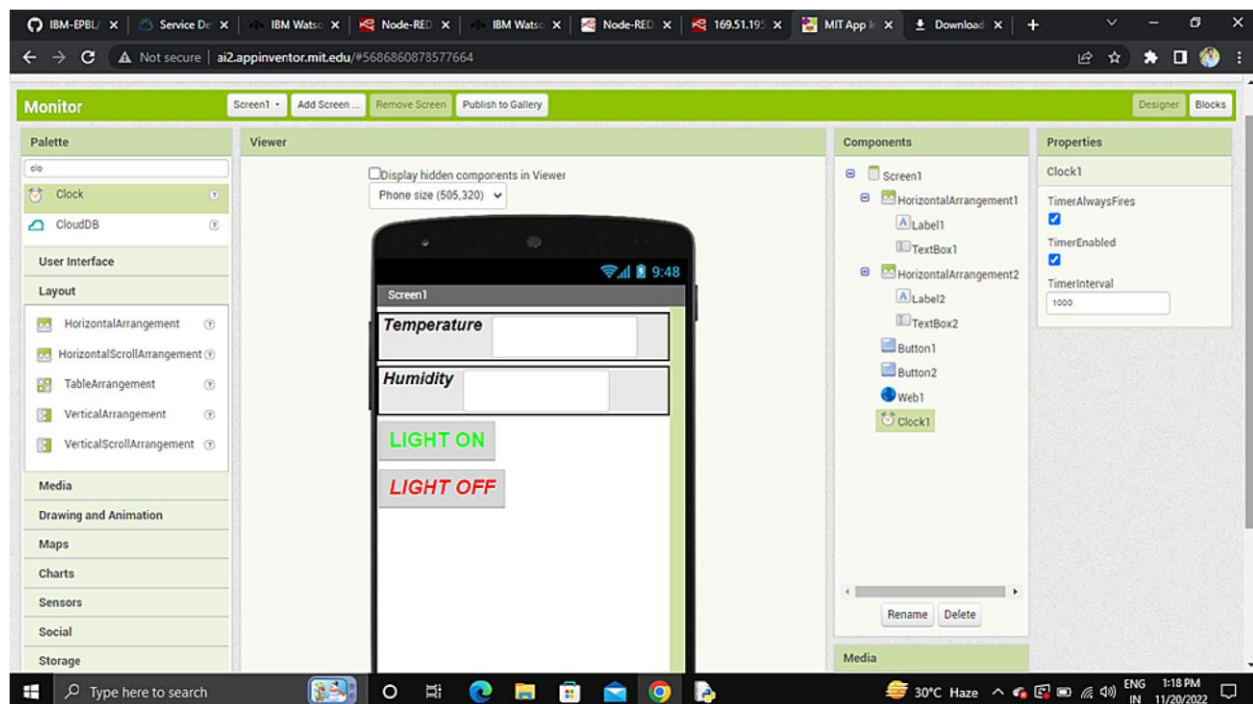 IBM-EPBL/ Service De IBM Watso Node-RED IBM Watso Node-RED 169.51.195 MIT App In Download
Not secure | ai2.appinventor.mit.edu/#5686860878577664
Monitor Screen1 Add Screen ... Remove Screen Publish to Gallery Designer Blocks
Palette Viewer Components Properties
clo
Clock
CloudDB
User Interface
Layout
HorizontalArrangement
HorizontalScrollArrangement
TableArrangement
VerticalArrangement
VerticalScrollArrangement
Media
Drawing and Animation
Maps
Charts
Sensors
Social
Storage
Display hidden components in Viewer
Phone size (505,320)
9:48
Screen1
Temperature
Humidity
LIGHT ON
LIGHT OFF
Screen1
HorizontalArrangement1
Label1
TextBox1
HorizontalArrangement2
Label2
TextBox2
Button1
Button2
Web1
Clock1
Rename Delete
Media
Clock1
TimerAlwaysFires
TimerEnabled
TimerInterval
1000
Type here to search
30°C Haze
ENG
IN
1:18 PM
11/20/2022